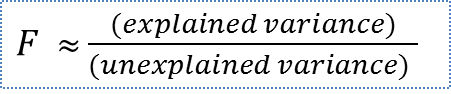 F ≈ (explained variance)
(unexplained variance)